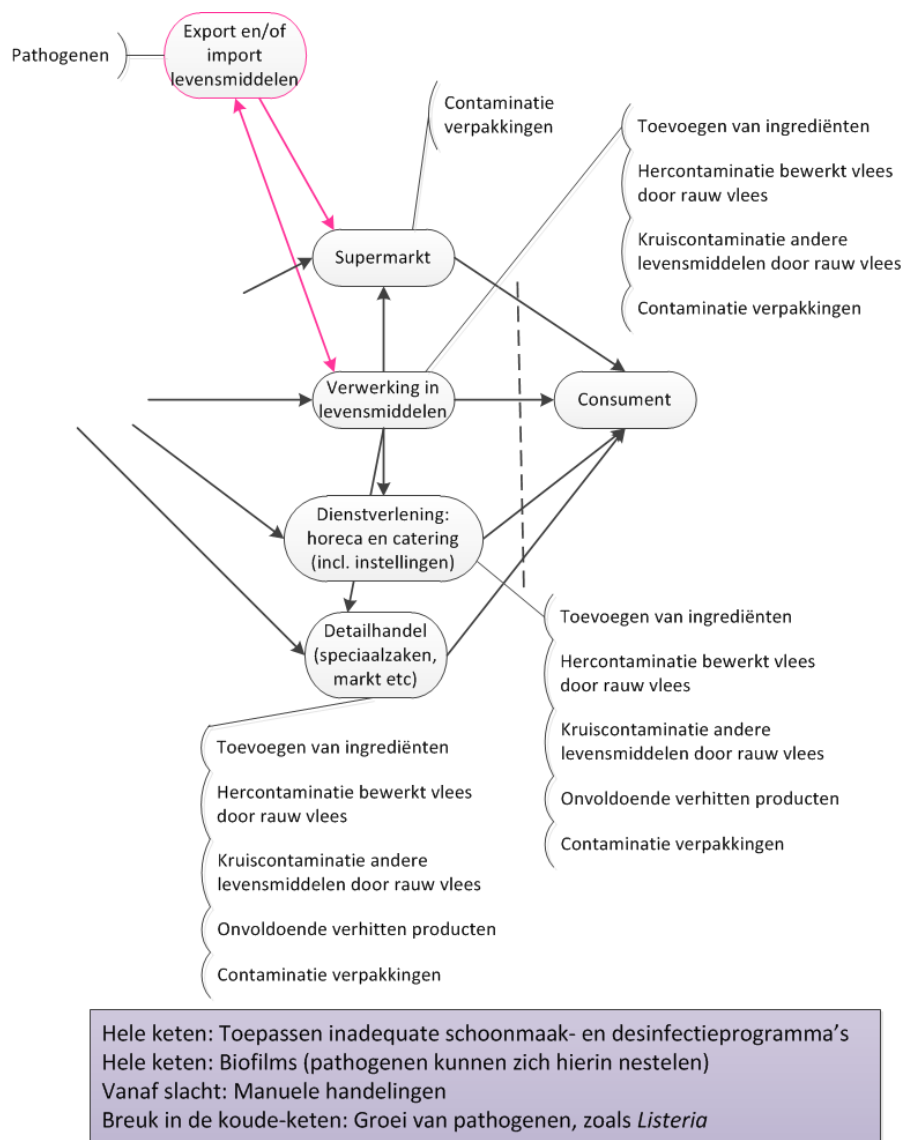 Pathogenen
Export en/of
import
levensmiddelen
Contaminatie
verpakkingen
Toevoegen van ingrediënten
Hercontaminatie bewerkt vlees
door rauw vlees
Kruiscontaminatie andere
levensmiddelen door rauw vlees
Contaminatie verpakkingen
Supermarkt
Verwerking in
levensmiddelen
Consument
Dienstverlening:
horeca en catering
(incl. instellingen)
Detailhandel
(speciaalzaken,
markt etc)
Toevoegen van ingrediënten
Hercontaminatie bewerkt vlees
door rauw vlees
Kruiscontaminatie andere
levensmiddelen door rauw vlees
Onvoldoende verhitten producten
Contaminatie verpakkingen
Toevoegen van ingrediënten
Hercontaminatie bewerkt vlees
door rauw vlees
Kruiscontaminatie andere
levensmiddelen door rauw vlees
Onvoldoende verhitten producten
Contaminatie verpakkingen
Hele keten: Toepassen inadequate schoonmaak- en desinfectieprogramma's
Hele keten: Biofilms (pathogenen kunnen zich hierin nestelen)
Vanaf slacht: Manuele handelingen
Breuk in de koude-keten: Groei van pathogenen, zoals Listeria